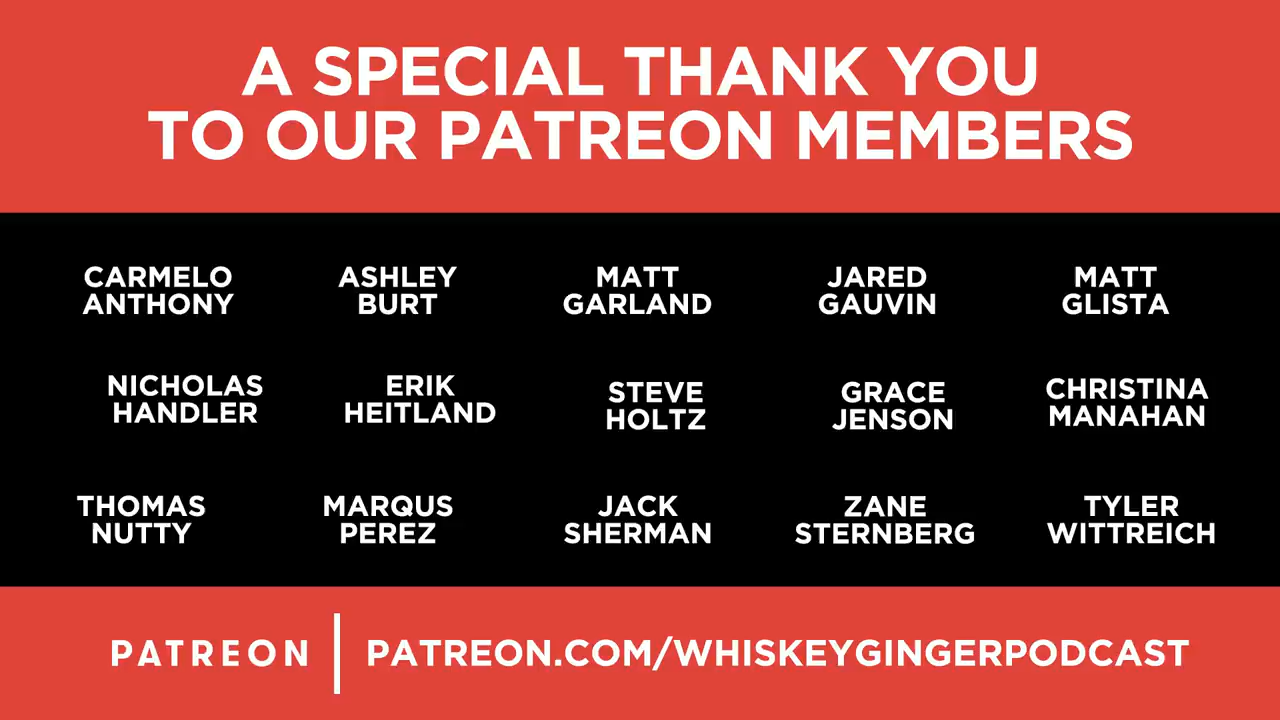 A SPECIAL THANK YOU
TO OUR PATREON MEMBERS
CARMELO
ANTHONY
ASHLEY
BURT
MATT
GARLAND
JARED
GAUVIN
MATT
GLISTA
NICHOLAS
HANDLER
ERIK
HEITLAND
STEVE
HOLTZ
GRACE
JENSON
CHRISTINA
MANAHAN
THOMAS
NUTTY
MARQUS
PEREZ
JACK
SHERMAN
ZANE
STERNBERG
TYLER
WITTREICH
PATREON
PATREON.COM/WHISKEYGINGERPODCAST